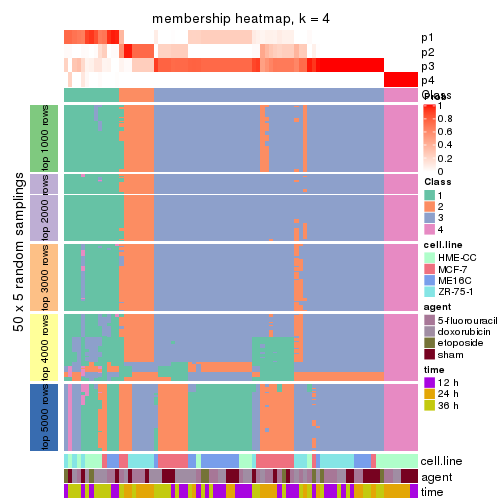 membership heatmap, k = 4
p1
p2
p3
p4
Class
Prob
1
0.8
0.6
0.4
0.2
0
Class
1
2
3
4
cell.line
HME-CC
MCF-7
ME16C
ZR-75-1
agent
5-fluorouracil
doxorubicin
etoposide
sham
time
12 h
24 h
36 h
50 x 5 random samplings
top 1000 rows
top 2000 rows
top 3000 rows
top 4000 rows
top 5000 rows
cell.line
agent
time